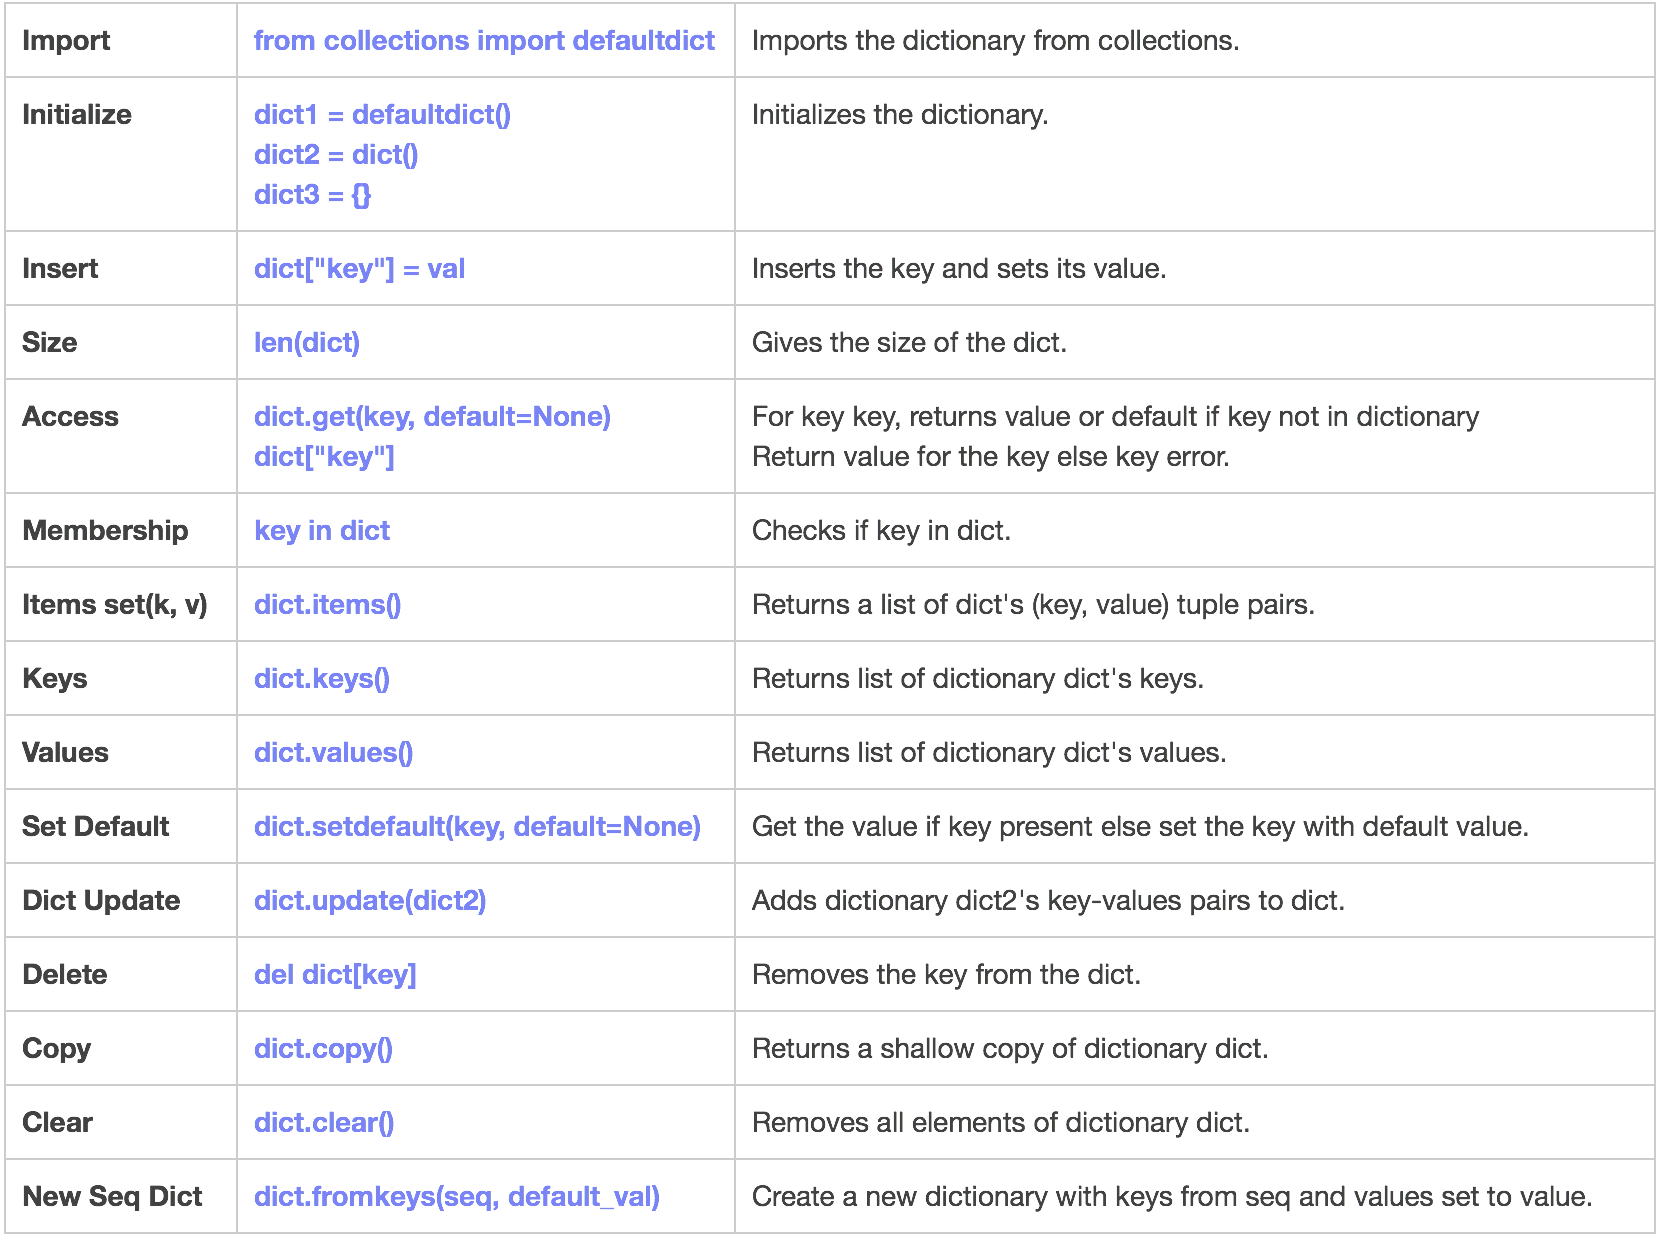 Import from collections import defaultdict Imports the dictionary from collections.
Initialize dict1 = defaultdict() Initializes the dictionary.
dict2 = dict()
dict3 = {}
Insert dict["key"] = val Inserts the key and sets its value.
Size len(dict) Gives the size of the dict.
Access dict.get(key, default=None) For key key, returns value or default if key not in dictionary
dict["key"] Return value for the key else key error.
Membership key in dict Checks if key in dict.
Items set(k, v) dict.items() Returns a list of dict's (key, value) tuple pairs.
Keys dict.keys() Returns list of dictionary dict's keys.
Values dict.values() Returns list of dictionary dict's values.
Set Default dict.setdefault(key, default=None) Get the value if key present else set the key with default value.
Dict Update dict.update(dict2) Adds dictionary dict2's key-values pairs to dict.
Delete del dict[key] Removes the key from the dict.
Copy dict.copy() Returns a shallow copy of dictionary dict.
Clear dict.clear() Removes all elements of dictionary dict.
New Seq Dict dict.fromkeys(seq, default_val) Create a new dictionary with keys from seq and values set to value.